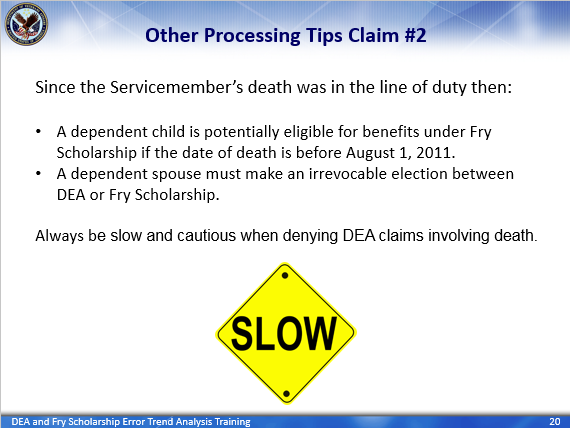 Other Processing Tips Claim #2
Since the Servicemember’s death was in the line of duty then:
• A dependent child is potentially eligible for benefits under Fry
Scholarship if the date of death is before August 1, 2011.
• A dependent spouse must make an irrevocable election between
DEA or Fry Scholarship.
Always be slow and cautious when denying DEA claims involving death.
SLOW
DEA and Fry Scholarship Error Trend Analysis Training
20